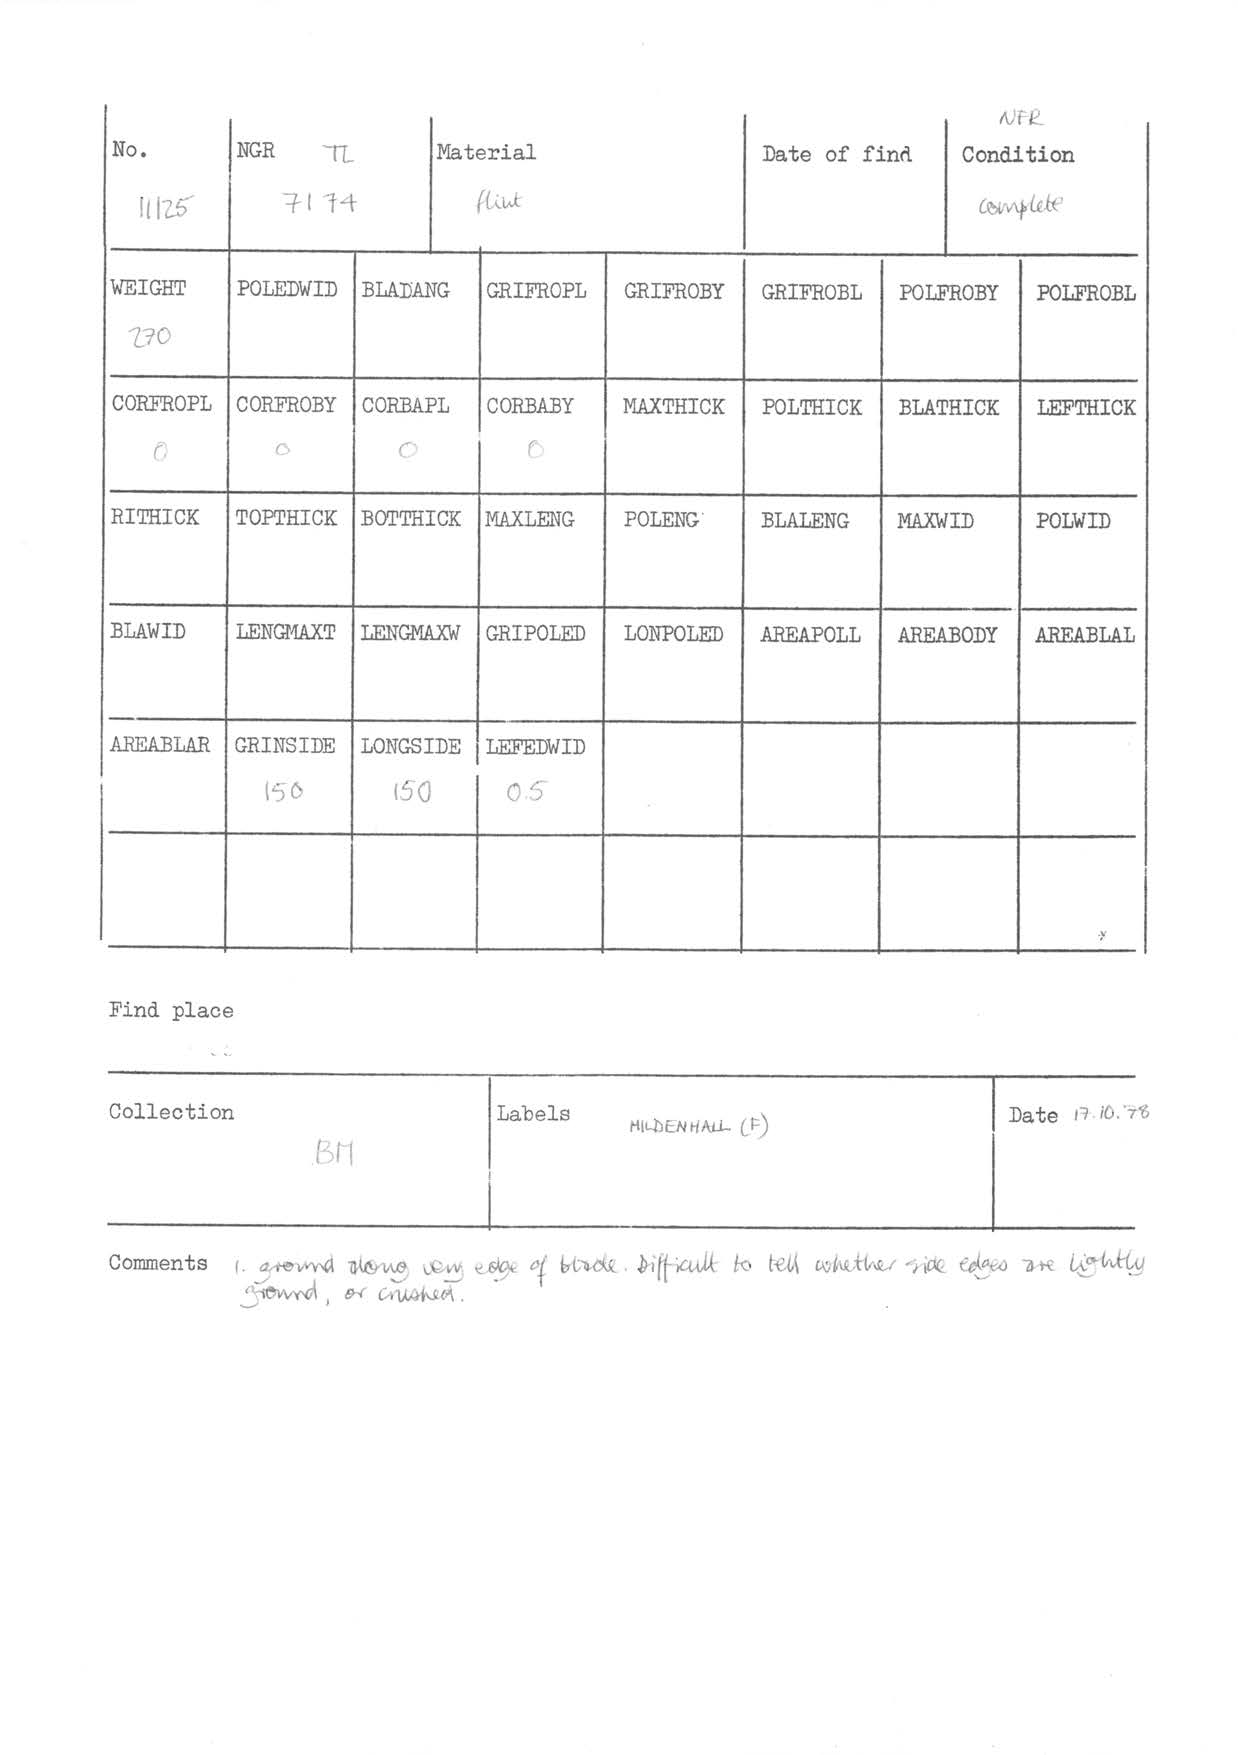 NFR
No. NGR TL Material Date of find Condition
11125 7174 flint complete
WEIGHT POLEDWID BLADANG GRIFROPL GRIFROBY GRIFROBL POLFROBY POLFROBL
270
CORFROPL CORFROBY CORBAPL CORBABY MAXTHICK POLTHICK BLATHICK LEFTHICK
0 0 0 0
RITHICK TOPTHICK BOTTHICK MAXLENG POLENG BLALENG MAXWID POLWID
BLAWID LENGMAXT LENGMAXW GRIPOLED LONPOLED AREAPOLL AREABODY AREABLAL
AREABLAR GRINSIDE LONGSIDE LEFEDWID
150 150 0.5
Find place
Collection Labels MILDENHALL (F) Date 17.10.'78
BM
Comments 1. ground along very edge of blade. Difficult to tell whether side edges are lightly
ground, or crushed.